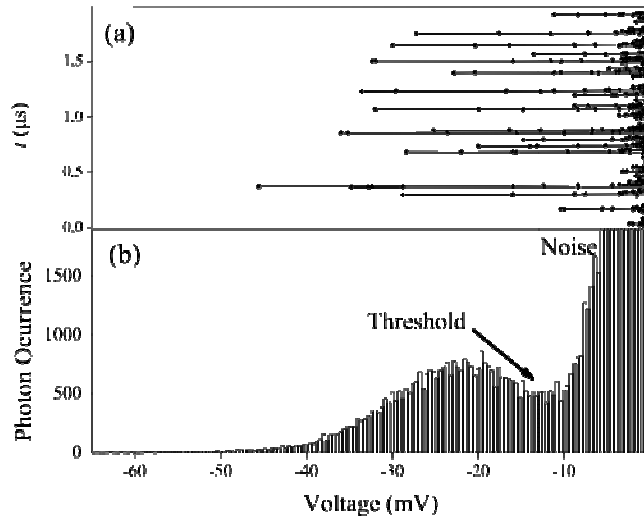 (a)
1.5
1.0
0.5
0.0
t (μs)
(b)
Noise
Threshold
1500
1000
500
0
Photon Ocurrence
-60 -50 -40 -30 -20 -10
Voltage (mV)